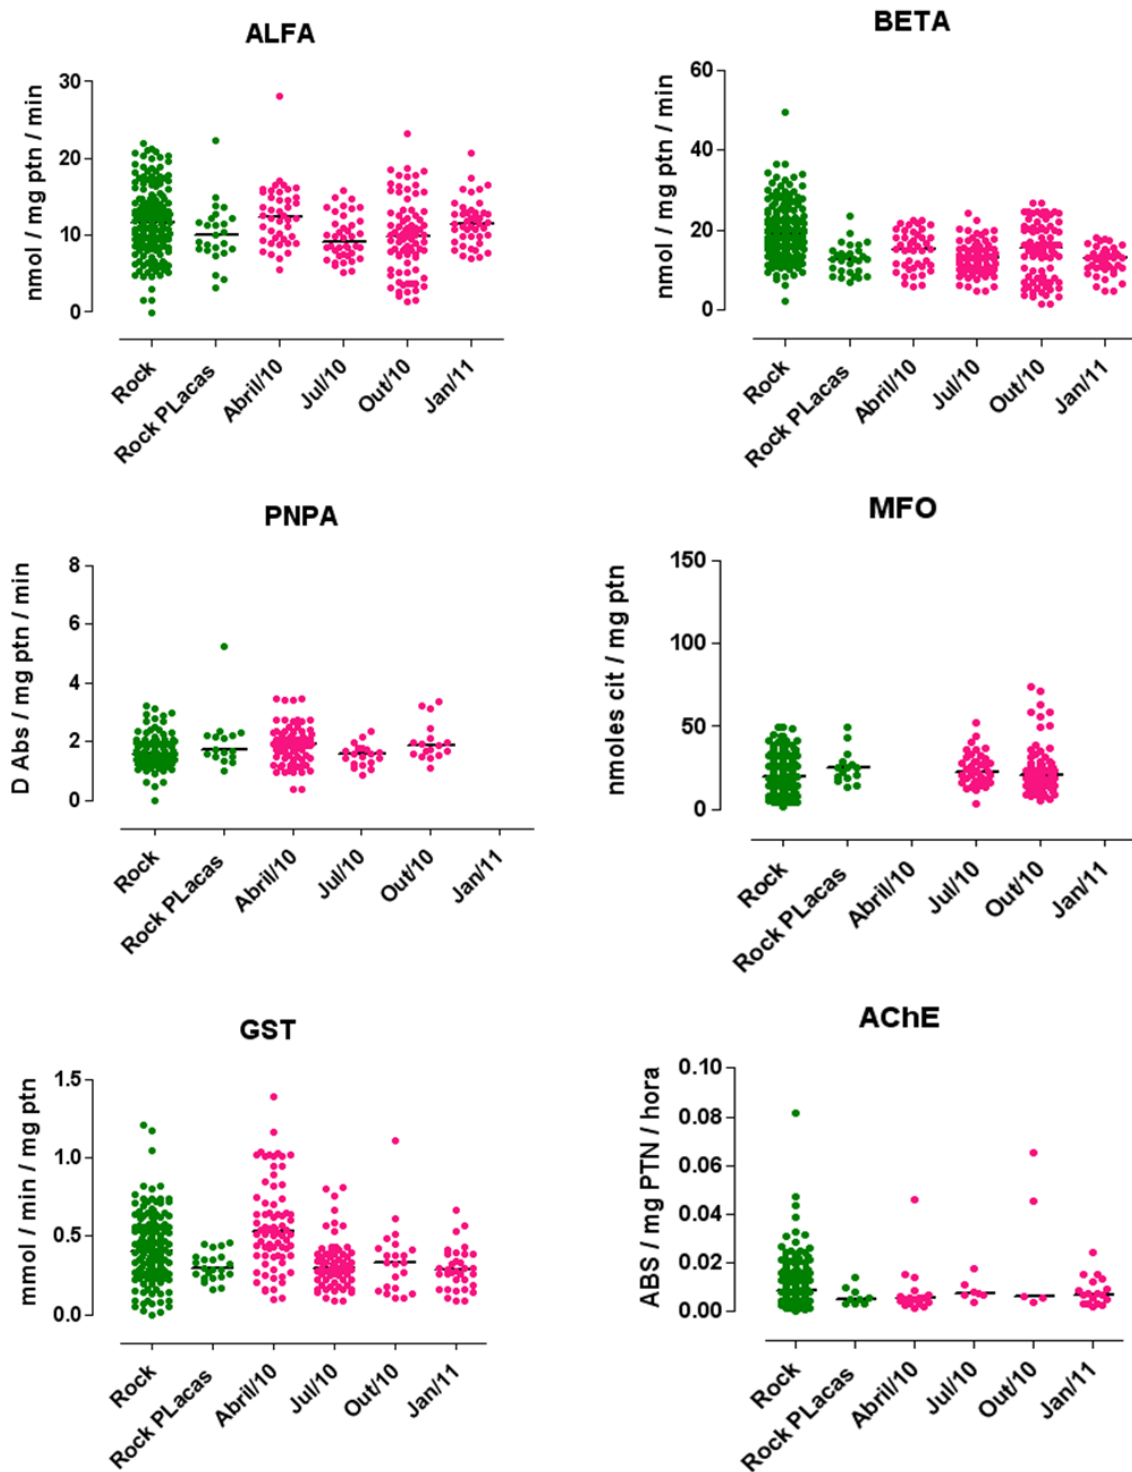 ALFA
nmol / mg ptn / min
30
20
10
0
Rock
Rock PLacas
Abril/10
Jul/10
Out/10
Jan/11
BETA
nmol / mg ptn / min
60
40
20
0
Rock
Rock PLacas
Abril/10
Jul/10
Out/10
Jan/11
PNPA
D Abs / mg ptn / min
8
6
4
2
0
Rock
Rock PLacas
Abril/10
Jul/10
Out/10
Jan/11
MFO
nmoles cit / mg ptn
150
100
50
0
Rock
Rock PLacas
Abril/10
Jul/10
Out/10
Jan/11
GST
mmol / min / mg ptn
1.5
1.0
0.5
0.0
Rock
Rock PLacas
Abril/10
Jul/10
Out/10
Jan/11
AChE
ABS / mg PTN / hora
0.10
0.08
0.06
0.04
0.02
0.00
Rock
Rock PLacas
Abril/10
Jul/10
Out/10
Jan/11